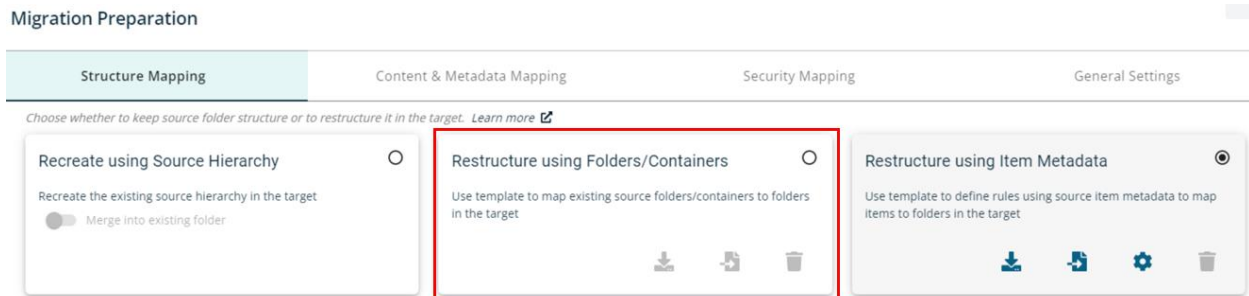 Migration Preparation
Structure Mapping
Content & Metadata Mapping
Security Mapping
General Settings
Choose whether to keep source folder structure or to restructure it in the target. Learn more
Recreate using Source Hierarchy
Recreate the existing source hierarchy in the target
Merge into existing folder
Restructure using Folders/Containers
Use template to map existing source folders/containers to folders
in the target
Restructure using Item Metadata
Use template to define rules using source item metadata to map
items to folders in the target